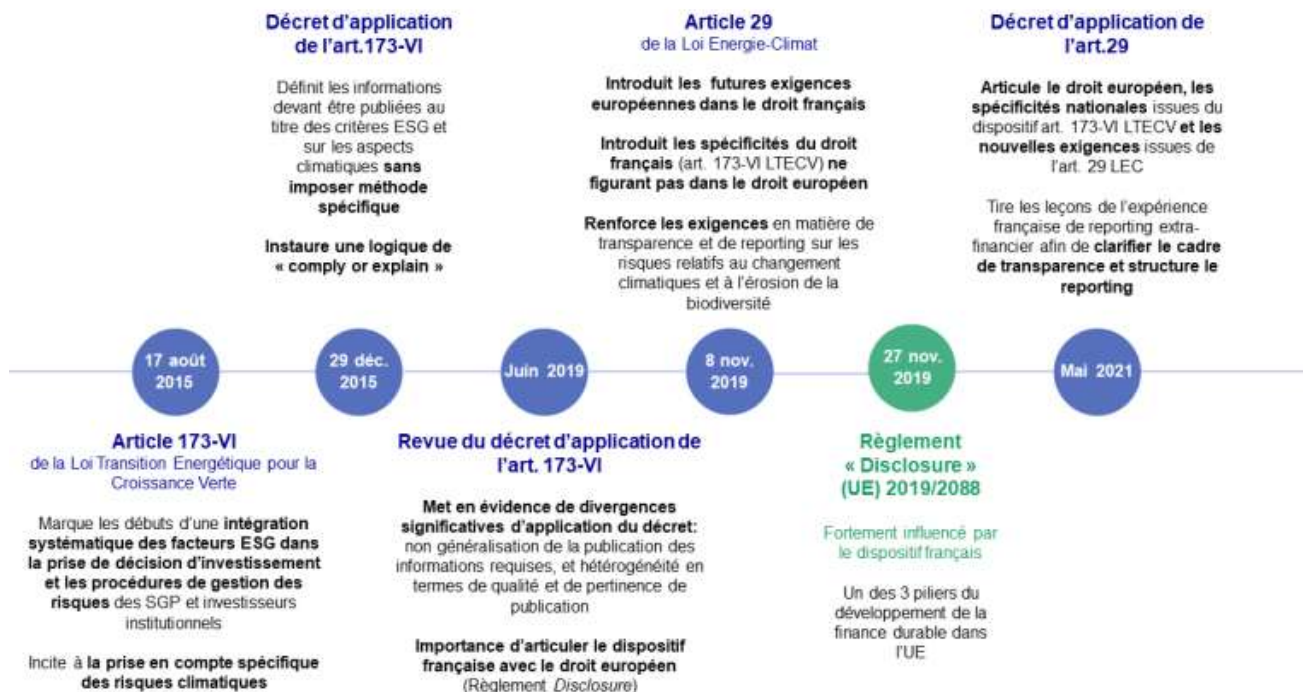 Décret d'application
de l'art.173-VI
Définit les informations
devant être publiées au
titre des critères ESG et
sur les aspects
climatiques sans
imposer méthode
spécifique
Instaure une logique de
« comply or explain »
Article 29
de la Loi Energie-Climat
Introduit les futures exigences
européennes dans le droit français
Introduit les spécificités du droit
français (art. 173-VI LTECV) ne
figurant pas dans le droit européen
Renforce les exigences en matière de
transparence et de reporting sur les
risques relatifs au changement
climatiques et à l'érosion de la
biodiversité
Décret d'application de
l'art.29
Articule le droit européen, les
spécificités nationales issues du
dispositif art. 173-VI LTECV et les
nouvelles exigences issues de
l'art. 29 LEC
Tire les leçons de l'expérience
française de reporting extra-
financier afin de clarifier le cadre
de transparence et structure le
reporting
17 août
2015
29 déc.
2015
Juin 2019
8 nov.
2019
27 nov.
2019
Mai 2021
Article 173-VI
de la Loi Transition Energétique pour la
Croissance Verte
Marque les débuts d'une intégration
systématique des facteurs ESG dans
la prise de décision d'investissement
et les procédures de gestion des
risques des SGP et investisseurs
institutionnels
Incite à la prise en compte spécifique
des risques climatiques
Revue du décret d'application de
l'art. 173-VI
Met en évidence de divergences
significatives d'application du décret:
non généralisation de la publication des
informations requises, et hétérogénéité en
termes de qualité et de pertinence de
publication
Importance d'articuler le dispositif
française avec le droit européen
(Règlement Disclosure)
Règlement
« Disclosure »
(UE) 2019/2088
Fortement influencé par
le dispositif français
Un des 3 piliers du
développement de la
finance durable dans
l'UE